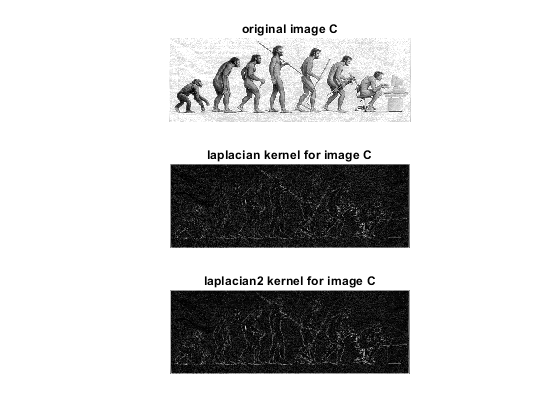 original image C
laplacian kernel for image C
laplacian2 kernel for image C